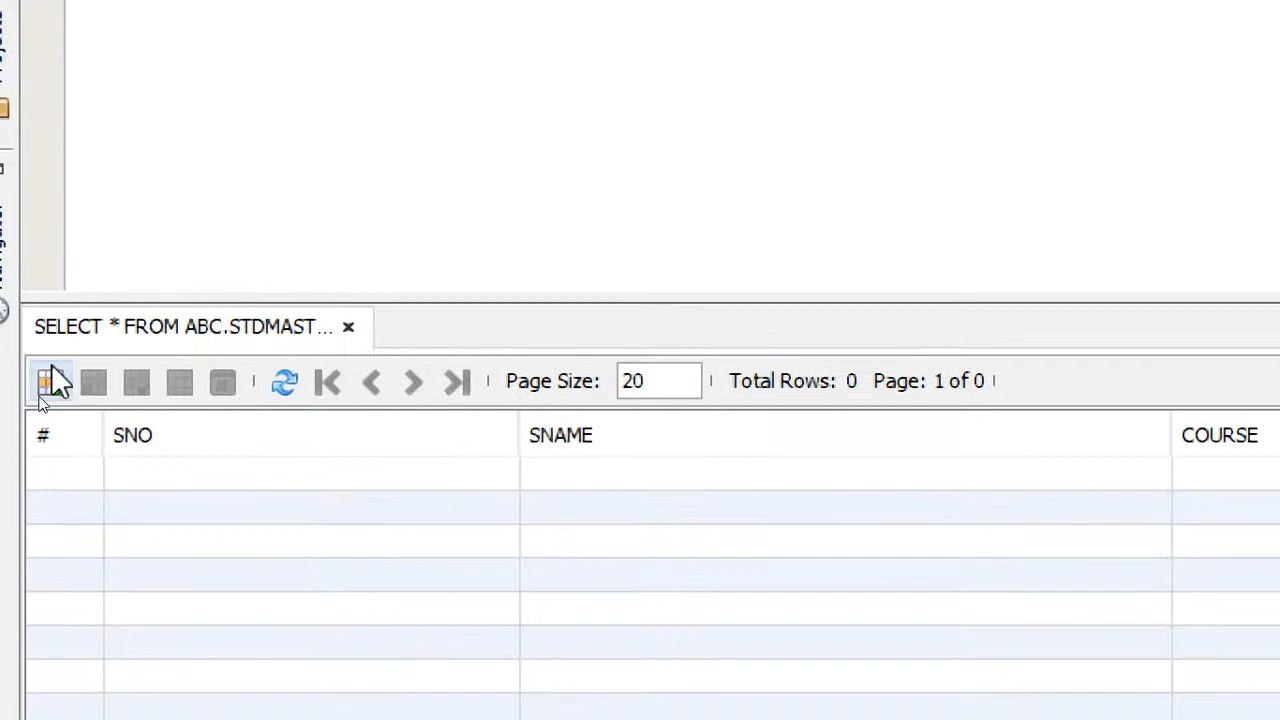 SELECT * FROM ABC.STDMAST...
Page Size: 20 Total Rows: 0 Page: 1 of 0
# SNO SNAME COURSE